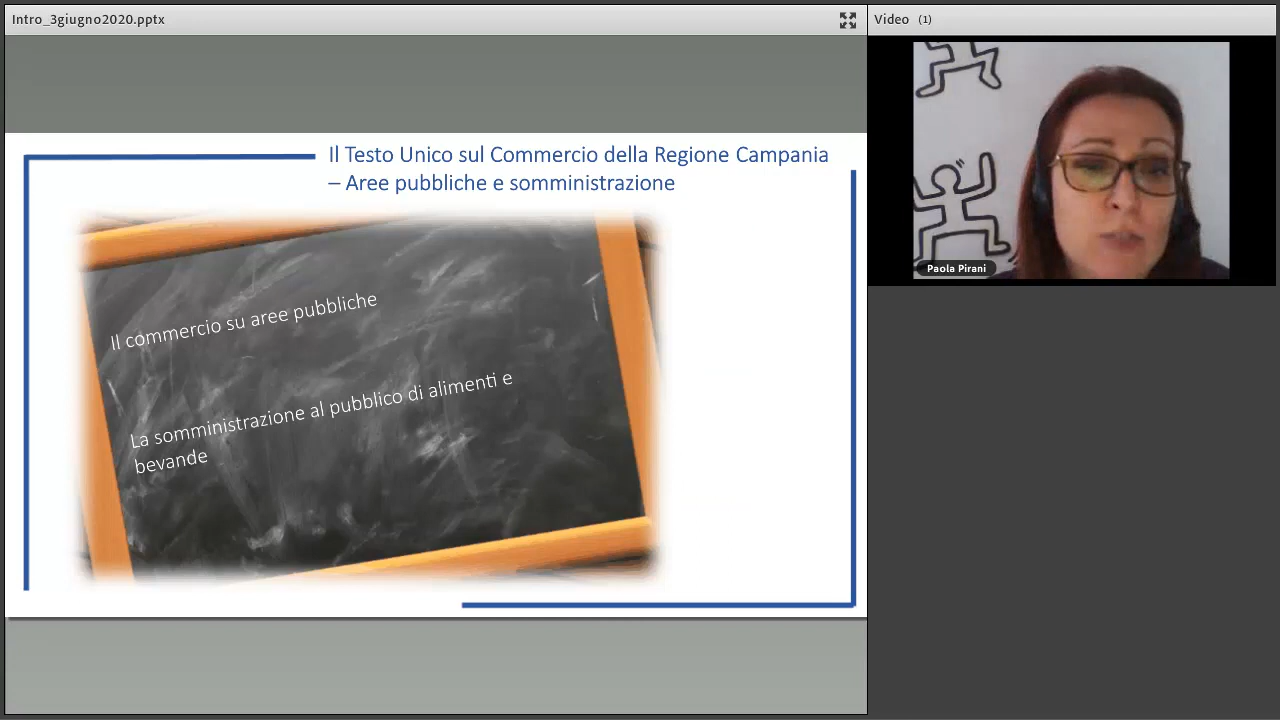 Intro_3giugno2020.pptx
Video (1)
Il Testo Unico sul Commercio della Regione Campania
– Aree pubbliche e somministrazione
Il commercio su aree pubbliche
La somministrazione al pubblico di alimenti e
bevande
Paola Pirani